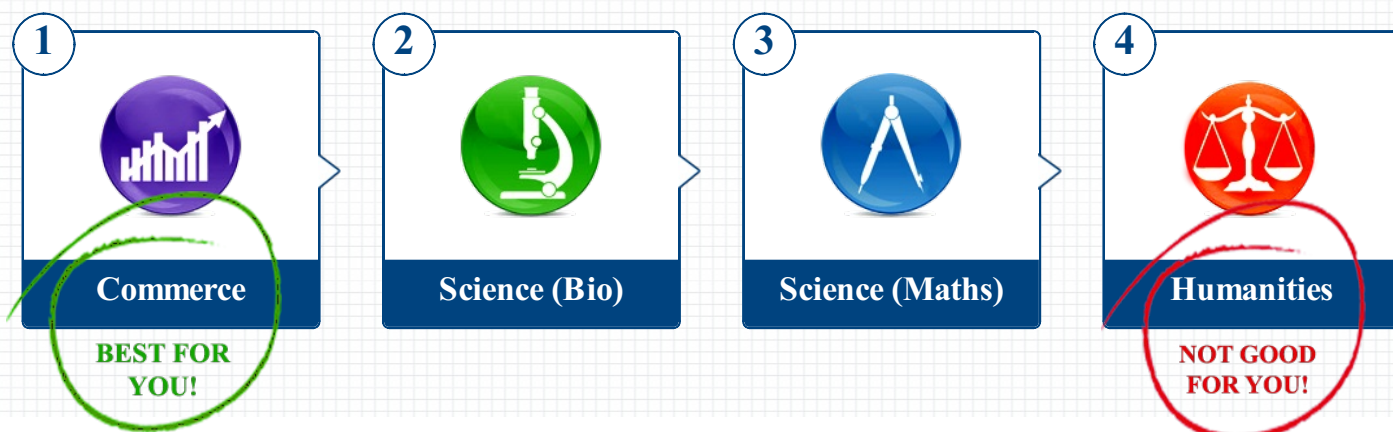 1
2
3
4
Commerce
Science (Bio)
Science (Maths)
Humanities
BEST FOR
YOU!
NOT GOOD
FOR YOU!